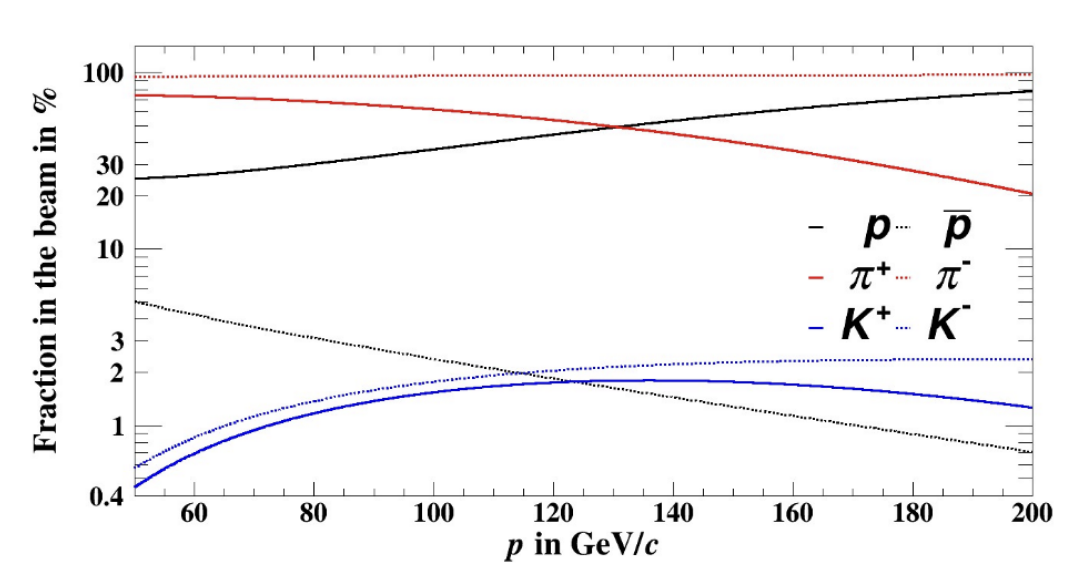 Fraction in the beam in %
100
30
20
10
3
2
1
0.4
p p̅
π⁺ π⁻
K⁺ K⁻
60 80 100 120 140 160 180 200
p in GeV/c